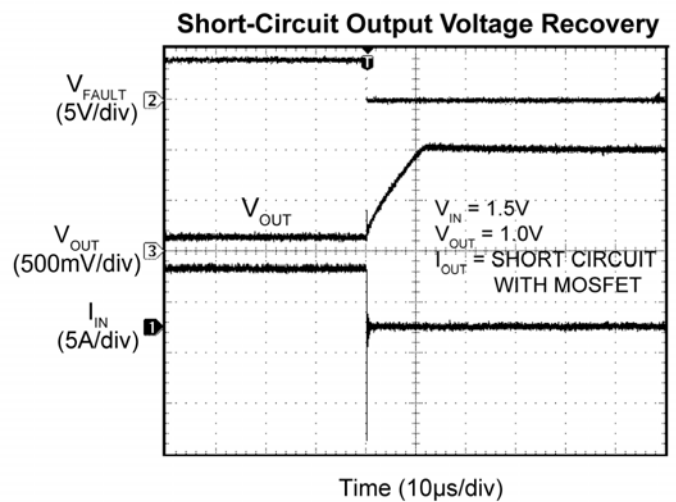 Short-Circuit Output Voltage Recovery
T
VFAULT
(5V/div)
2
VOUT
VIN = 1.5V
VOUT = 1.0V
IOUT = SHORT CIRCUIT
WITH MOSFET
VOUT
(500mV/div)
3
IIN
(5A/div)
1
Time (10µs/div)